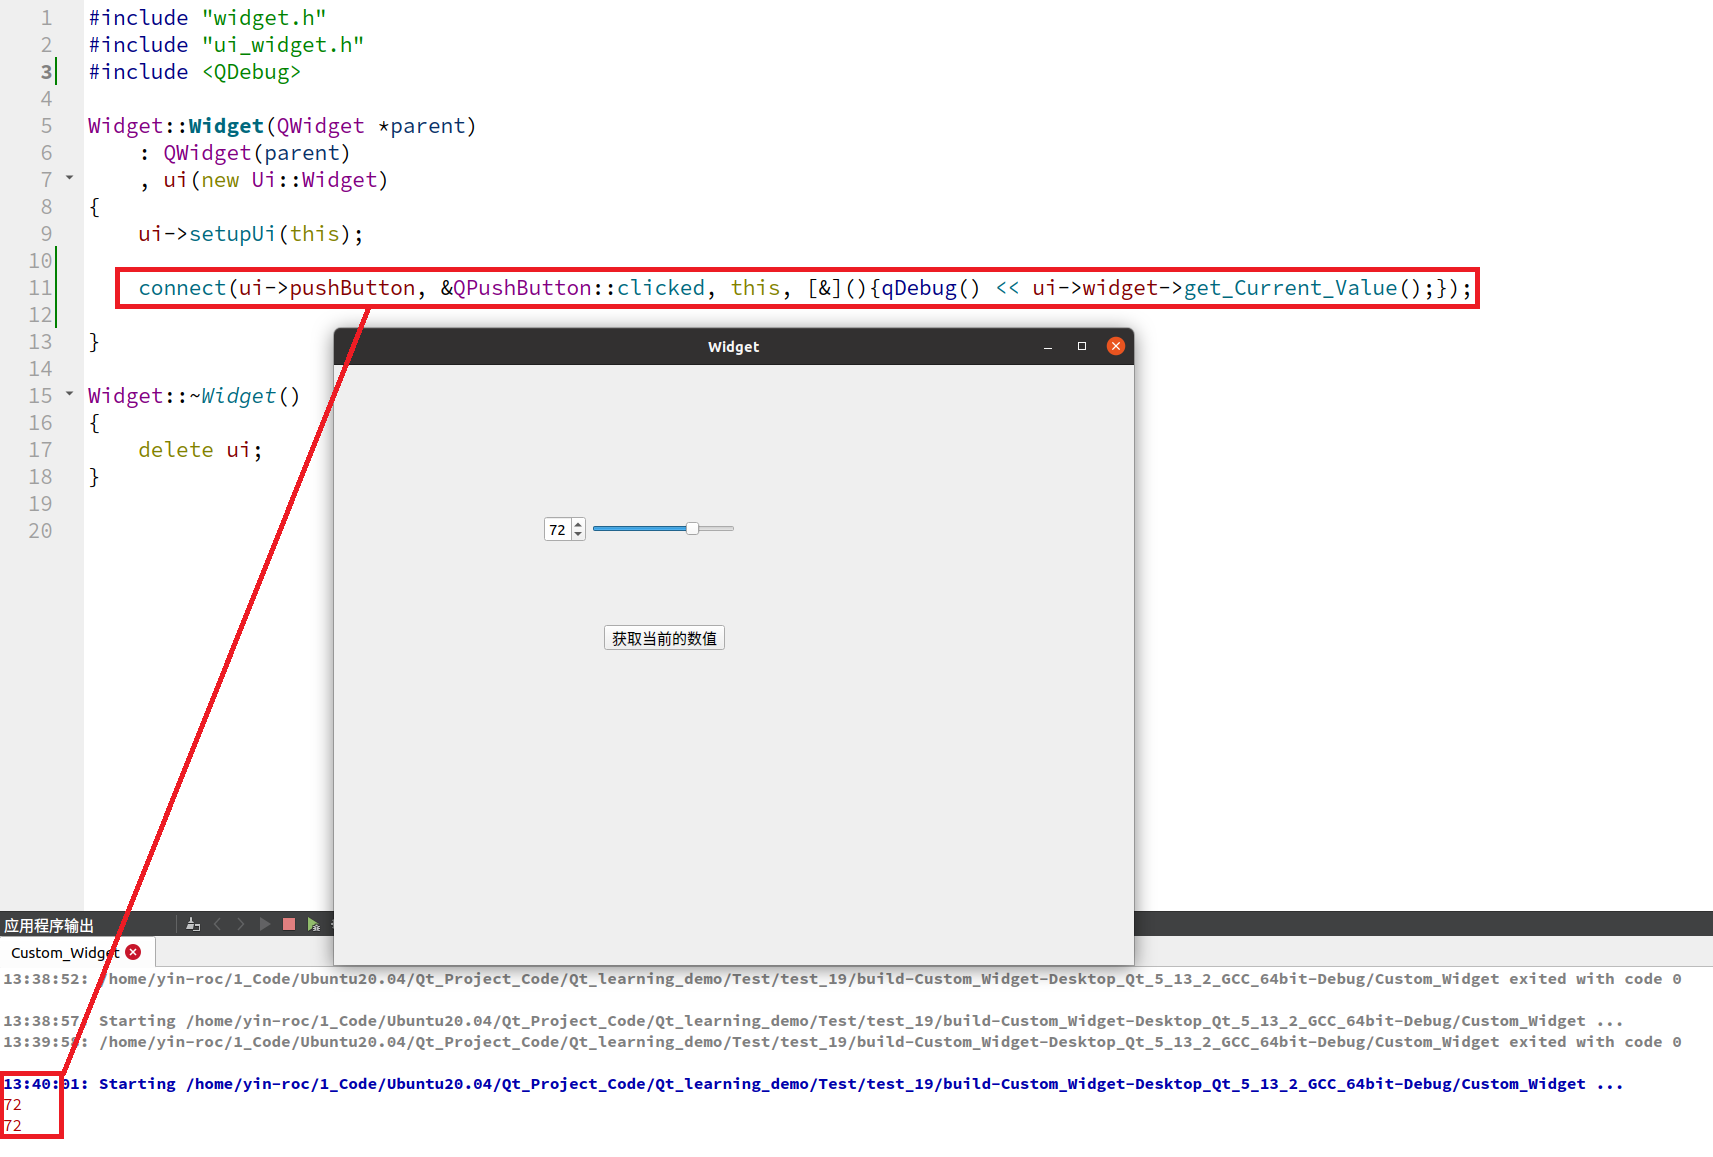 1 #include "widget.h"
2 #include "ui_widget.h"
3 #include <QDebug>
4
5 Widget::Widget(QWidget *parent)
6 : QWidget(parent)
7 , ui(new Ui::Widget)
8 {
9 ui->setupUi(this);
10
11 connect(ui->pushButton, &QPushButton::clicked, this, [&](){qDebug() << ui->widget->get_Current_Value();});
12
13 }
14
15 Widget::~Widget()
16 {
17 delete ui;
18 }
19
20
Widget
72
获取当前的数值
应用程序输出
Custom_Widget
13:38:52: /home/yin-roc/1_Code/Ubuntu20.04/Qt_Project_Code/Qt_learning_demo/Test/test_19/build-Custom_Widget-Desktop_Qt_5_13_2_GCC_64bit-Debug/Custom_Widget exited with code 0
13:38:57: Starting /home/yin-roc/1_Code/Ubuntu20.04/Qt_Project_Code/Qt_learning_demo/Test/test_19/build-Custom_Widget-Desktop_Qt_5_13_2_GCC_64bit-Debug/Custom_Widget ...
13:39:58: /home/yin-roc/1_Code/Ubuntu20.04/Qt_Project_Code/Qt_learning_demo/Test/test_19/build-Custom_Widget-Desktop_Qt_5_13_2_GCC_64bit-Debug/Custom_Widget exited with code 0
13:40:01: Starting /home/yin-roc/1_Code/Ubuntu20.04/Qt_Project_Code/Qt_learning_demo/Test/test_19/build-Custom_Widget-Desktop_Qt_5_13_2_GCC_64bit-Debug/Custom_Widget ...
72
72